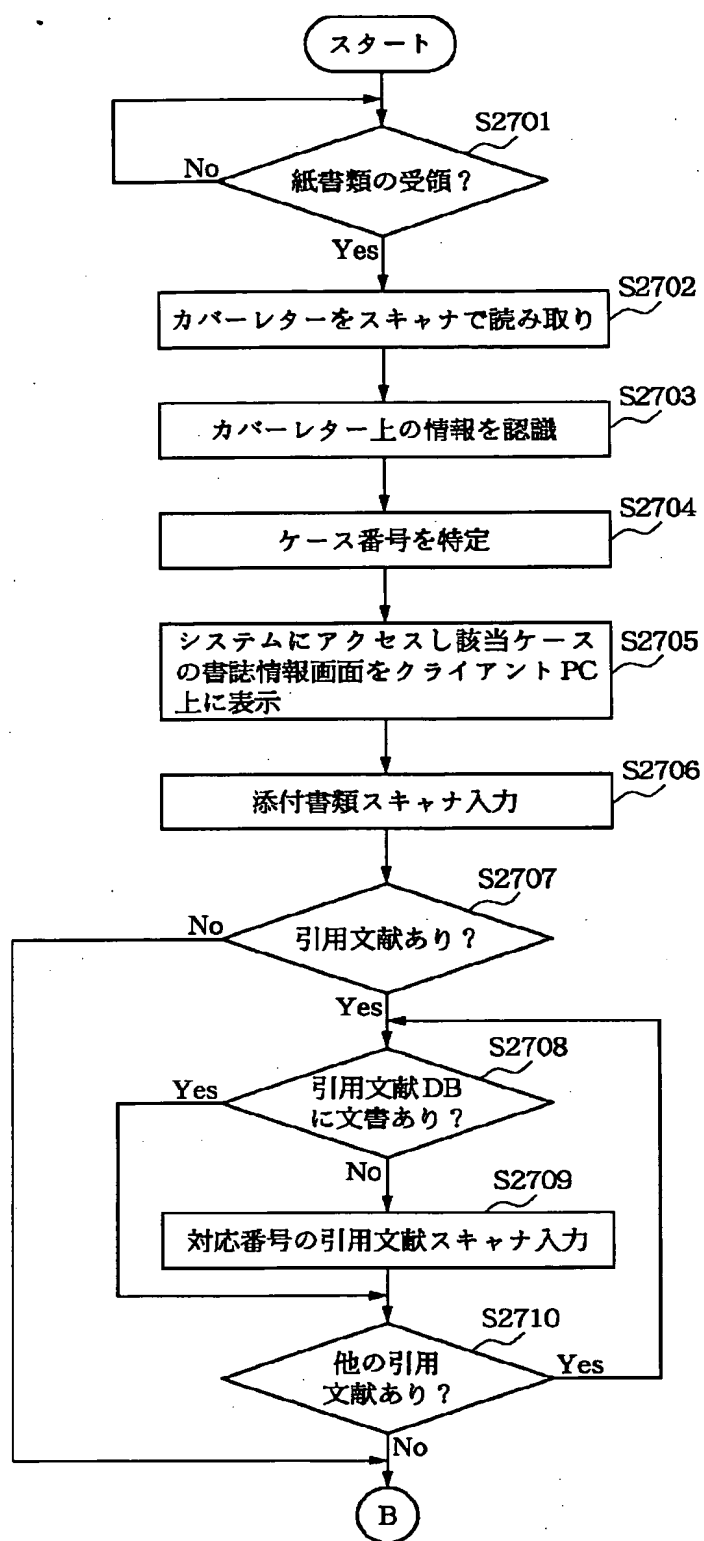 スタート
S2701
No
紙書類の受領？
Yes
S2702
カバーレターをスキャナで読み取り
S2703
カバーレター上の情報を認識
S2704
ケース番号を特定
S2705
システムにアクセスし該当ケース
の書誌情報画面をクライアントPC
上に表示
S2706
添付書類スキャナ入力
S2707
No
引用文献あり？
Yes
S2708
Yes
引用文献DB
に文書あり？
No
S2709
対応番号の引用文献スキャナ入力
S2710
他の引用
文献あり？
Yes
No
B